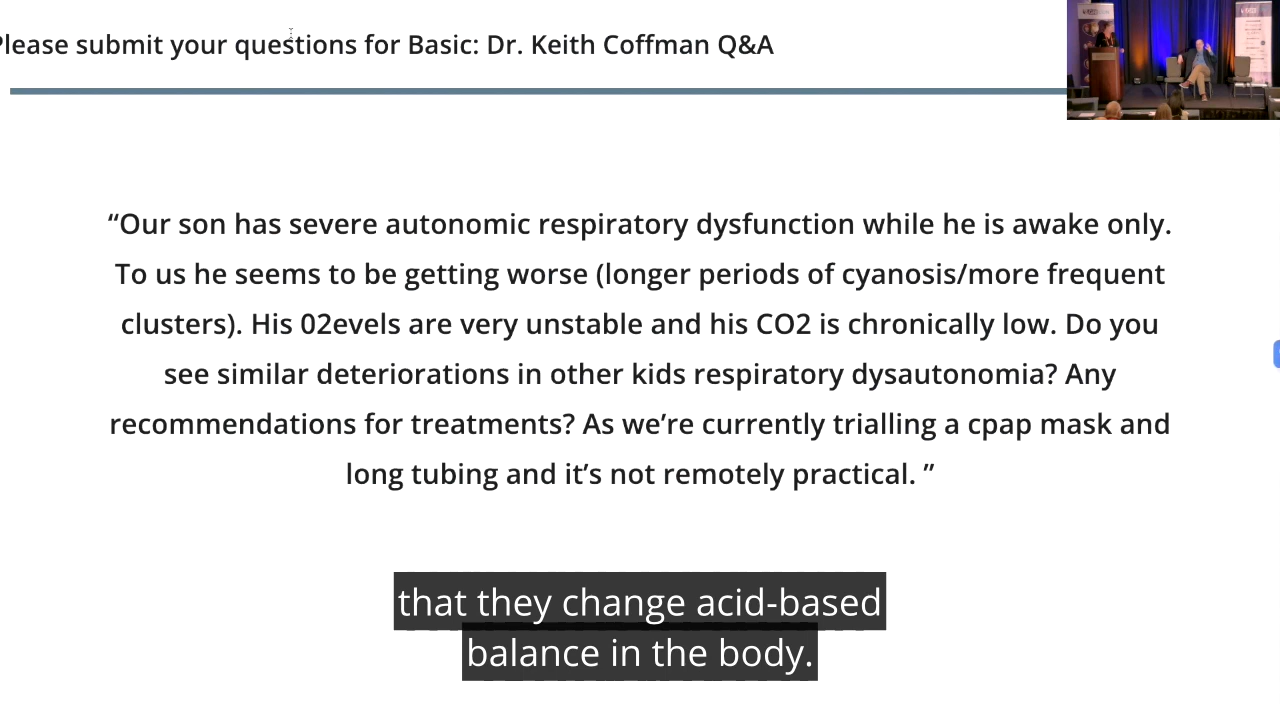 Please submit your questions for Basic: Dr. Keith Coffman Q&A
“Our son has severe autonomic respiratory dysfunction while he is awake only.
To us he seems to be getting worse (longer periods of cyanosis/more frequent
clusters). His 02evels are very unstable and his CO2 is chronically low. Do you
see similar deteriorations in other kids respiratory dysautonomia? Any
recommendations for treatments? As we’re currently trialling a cpap mask and
long tubing and it’s not remotely practical. ”
that they change acid-based
balance in the body.